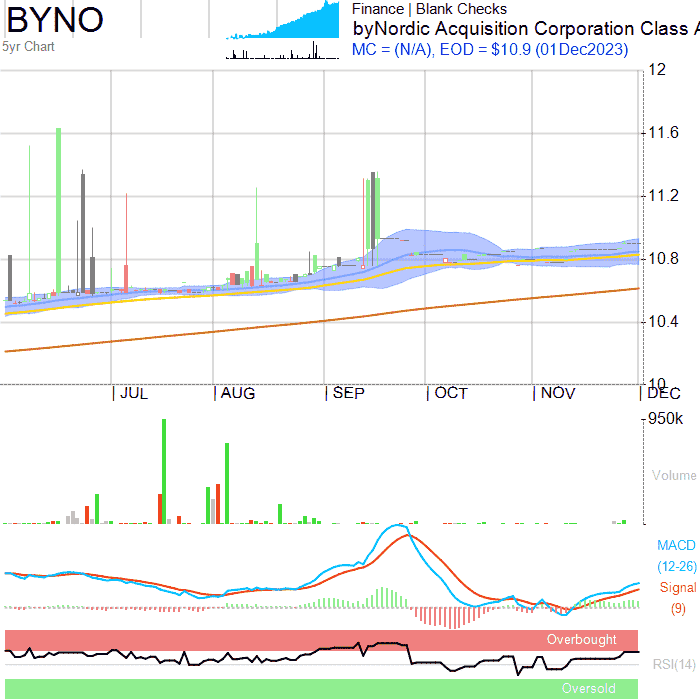 BYNO
5yr Chart
Finance | Blank Checks
byNordic Acquisition Corporation Class A
MC = (N/A), EOD = $10.9 (01Dec2023)
12
11.6
11.2
10.8
10.4
10
JUL
AUG
SEP
OCT
NOV
DEC
950k
Volume
MACD
(12-26)
Signal
(9)
Overbought
RSI(14)
Oversold